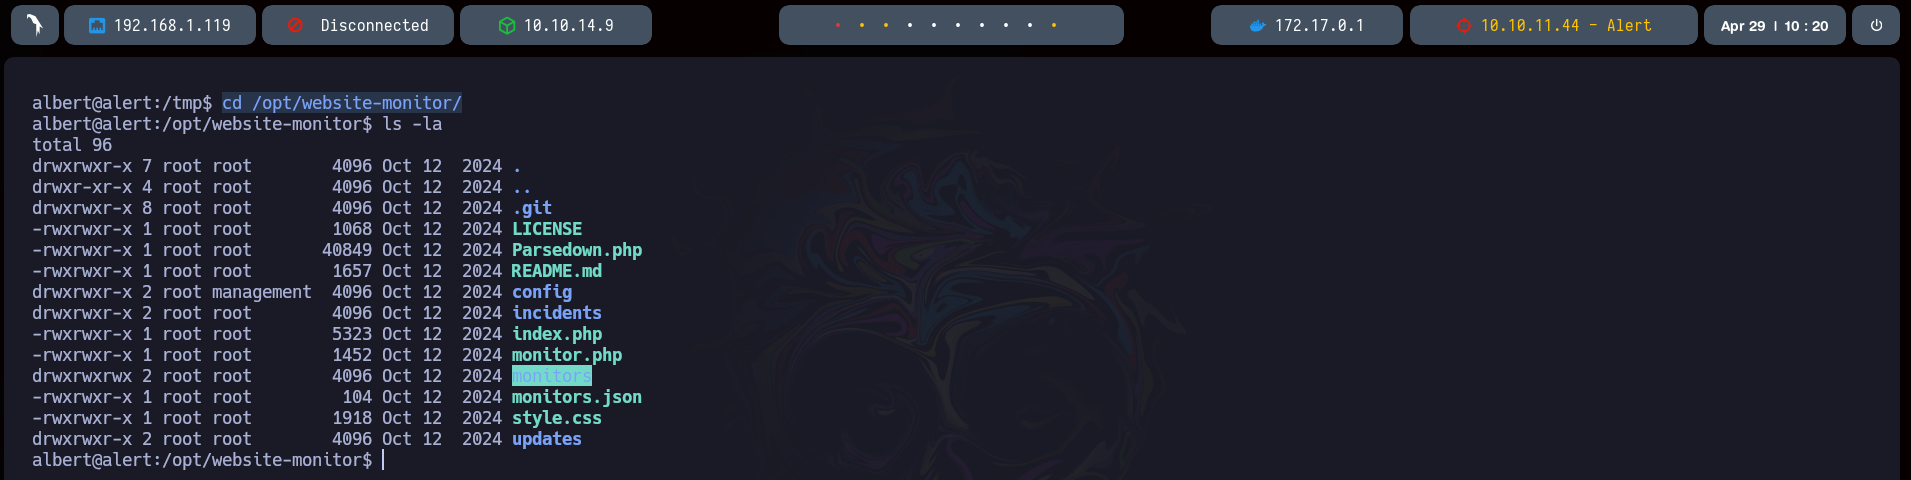 192.168.1.119 Disconnected 10.10.14.9 172.17.0.1 10.10.11.44 - Alert Apr 29 | 10 : 20
albert@alert:/tmp$ cd /opt/website-monitor/
albert@alert:/opt/website-monitor$ ls -la
total 96
drwxrwxr-x 7 root root        4096 Oct 12  2024 .
drwxr-xr-x 4 root root        4096 Oct 12  2024 ..
drwxrwxr-x 8 root root        4096 Oct 12  2024 .git
-rwxrwxr-x 1 root root        1068 Oct 12  2024 LICENSE
-rwxrwxr-x 1 root root       40849 Oct 12  2024 Parsedown.php
-rwxrwxr-x 1 root root        1657 Oct 12  2024 README.md
drwxrwxr-x 2 root management  4096 Oct 12  2024 config
drwxrwxr-x 2 root root        4096 Oct 12  2024 incidents
-rwxrwxr-x 1 root root        5323 Oct 12  2024 index.php
-rwxrwxr-x 1 root root        1452 Oct 12  2024 monitor.php
drwxrwxrwx 2 root root        4096 Oct 12  2024 monitors
-rwxrwxr-x 1 root root         104 Oct 12  2024 monitors.json
-rwxrwxr-x 1 root root        1918 Oct 12  2024 style.css
drwxrwxr-x 2 root root        4096 Oct 12  2024 updates
albert@alert:/opt/website-monitor$